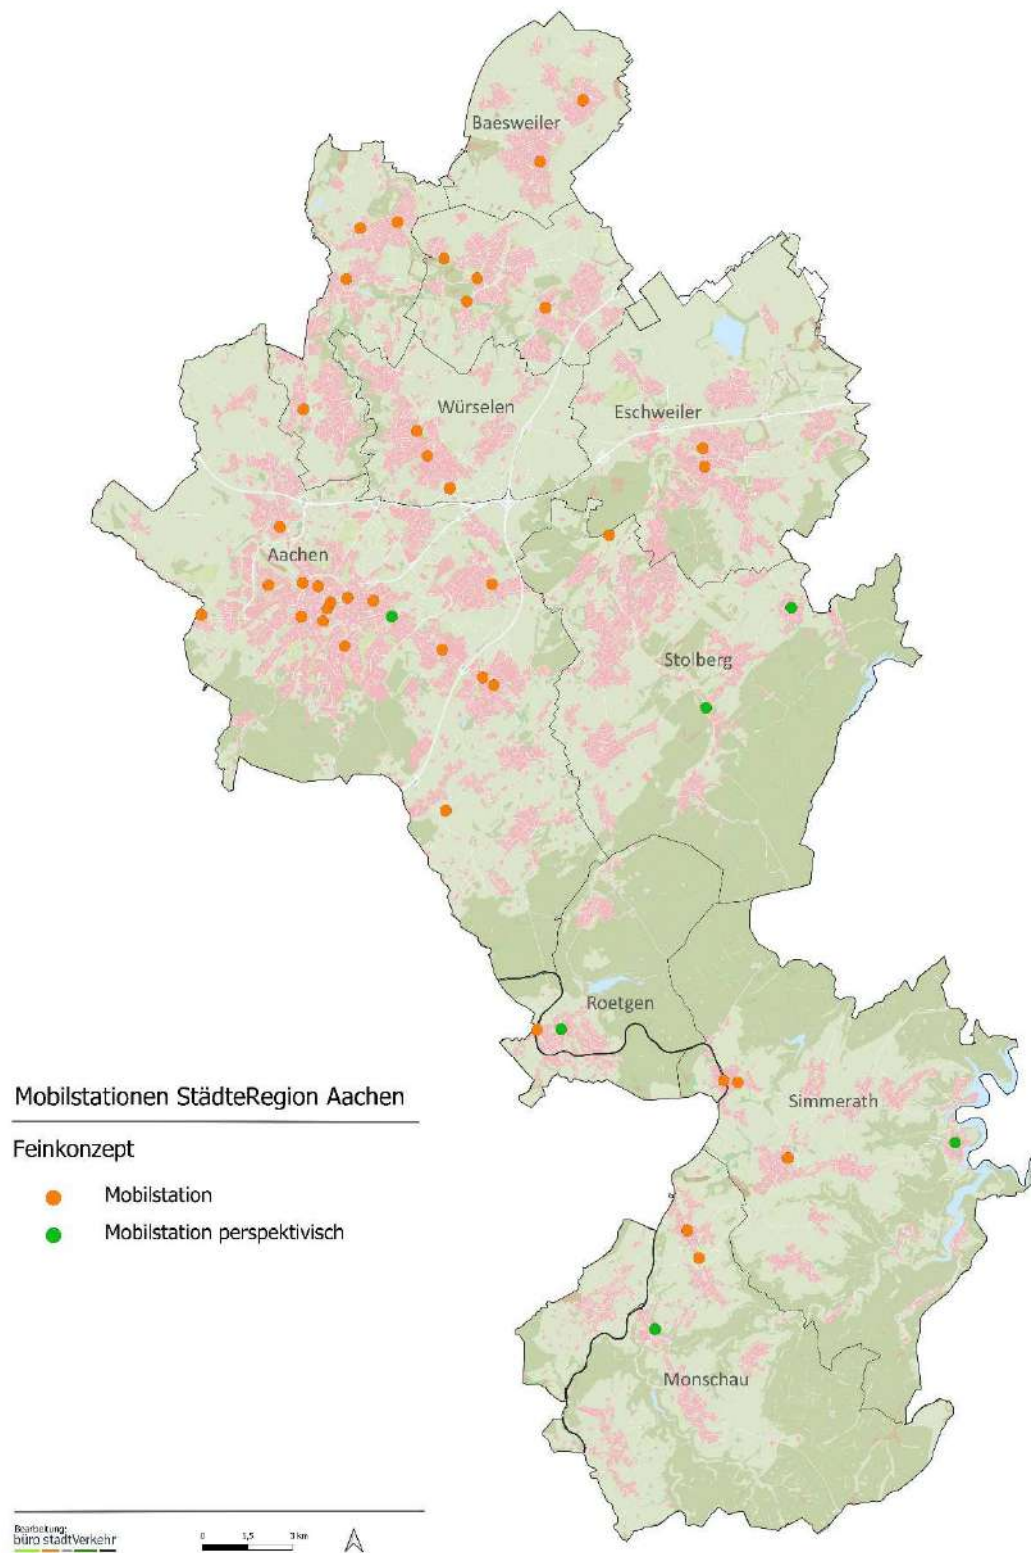 Baesweiler
Würselen
Eschweiler
Aachen
Stolberg
Roetgen
Simmerath
Monschau
Mobilstationen StädteRegion Aachen
Feinkonzept
Mobilstation
Mobilstation perspektivisch
Bearbeitung:
büro stadtVerkehr
0 1,5 3 km